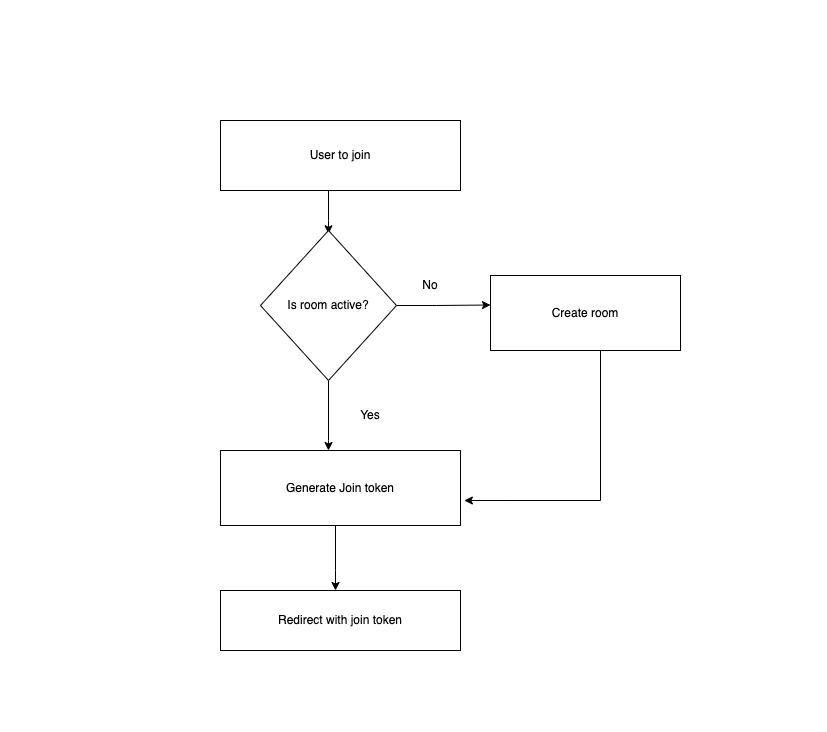 User to join
No
Is room active?
Create room
Yes
Generate Join token
Redirect with join token